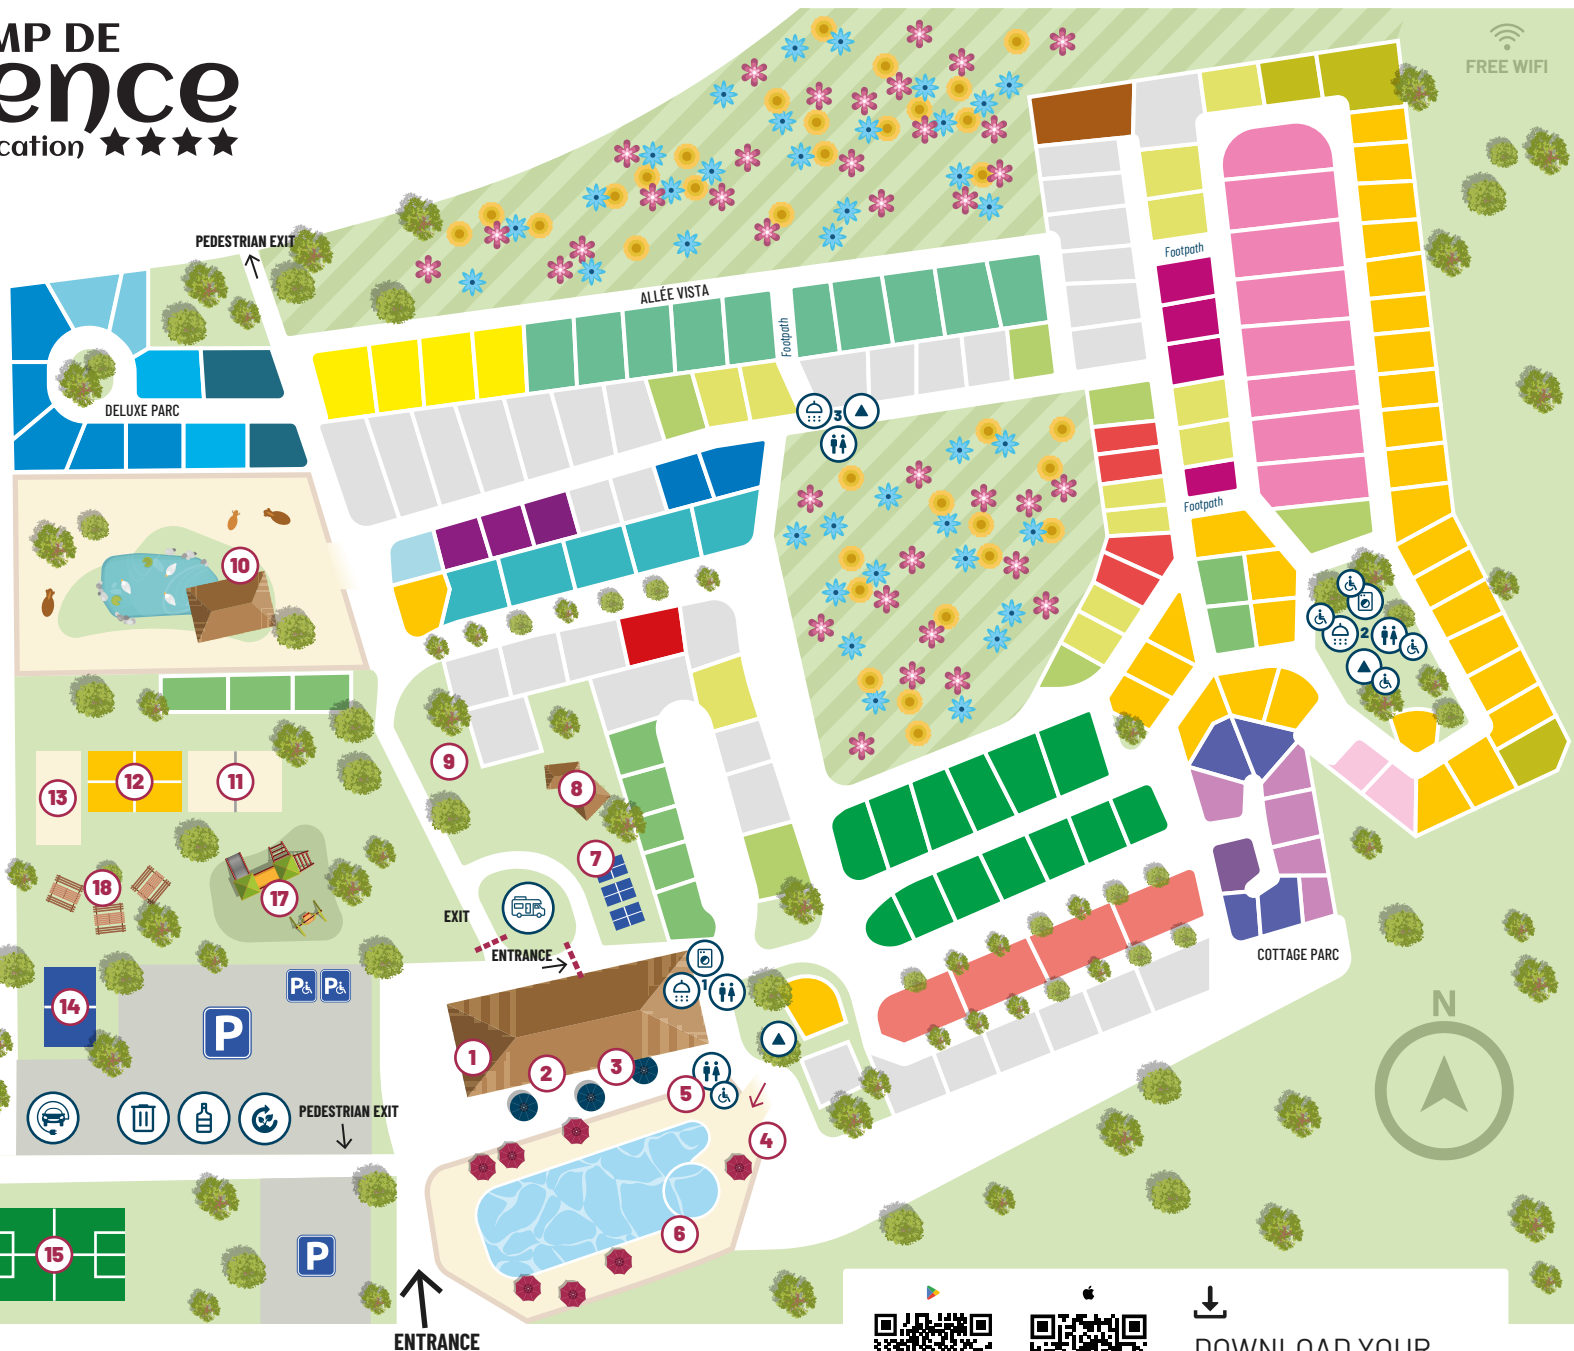 MP DE
ence
cation ★★★★
FREE WIFI
PEDESTRIAN EXIT
ALLÉE VISTA
Footpath
Footpath
Footpath
DELUXE PARC
3
10
2
9
8
13
12
11
7
18
17
EXIT
ENTRANCE
COTTAGE PARC
14
P
P
P
1
1
2
3
5
4
N
PEDESTRIAN EXIT
6
15
P
ENTRANCE
DOWNLOAD YOUR